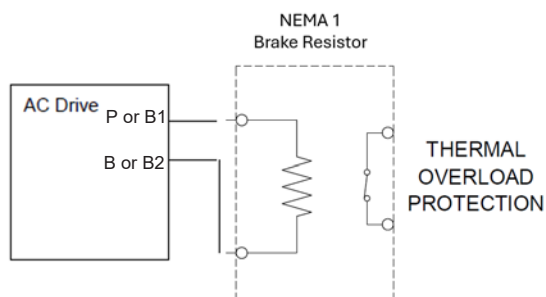 NEMA 1
Brake Resistor
AC Drive
P or B1
B or B2
THERMAL
OVERLOAD
PROTECTION